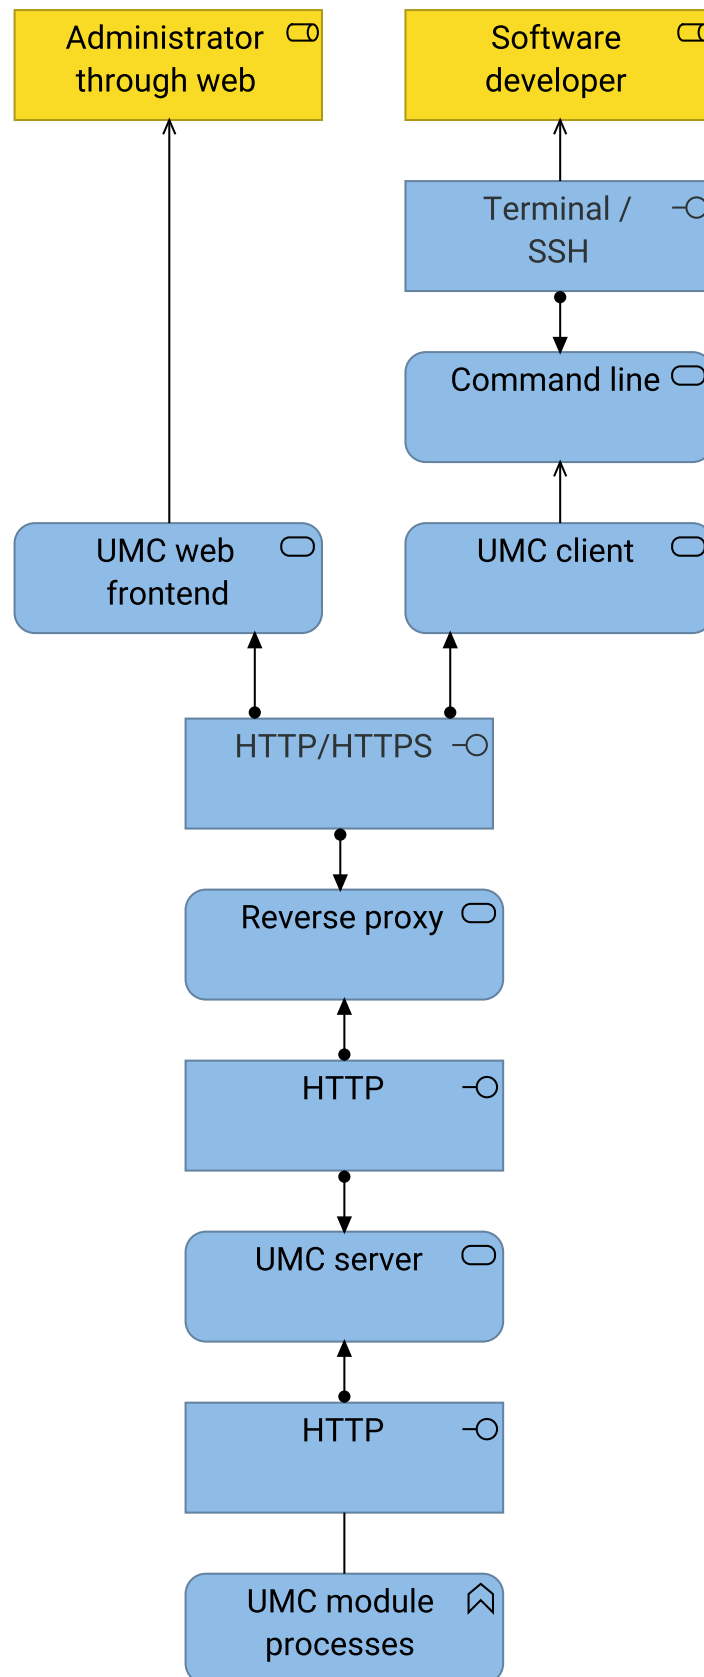 Administrator
through web
Software
developer
Terminal /
SSH
Command line
UMC web
frontend
UMC client
HTTP/HTTPS
Reverse proxy
HTTP
UMC server
HTTP
UMC module
processes